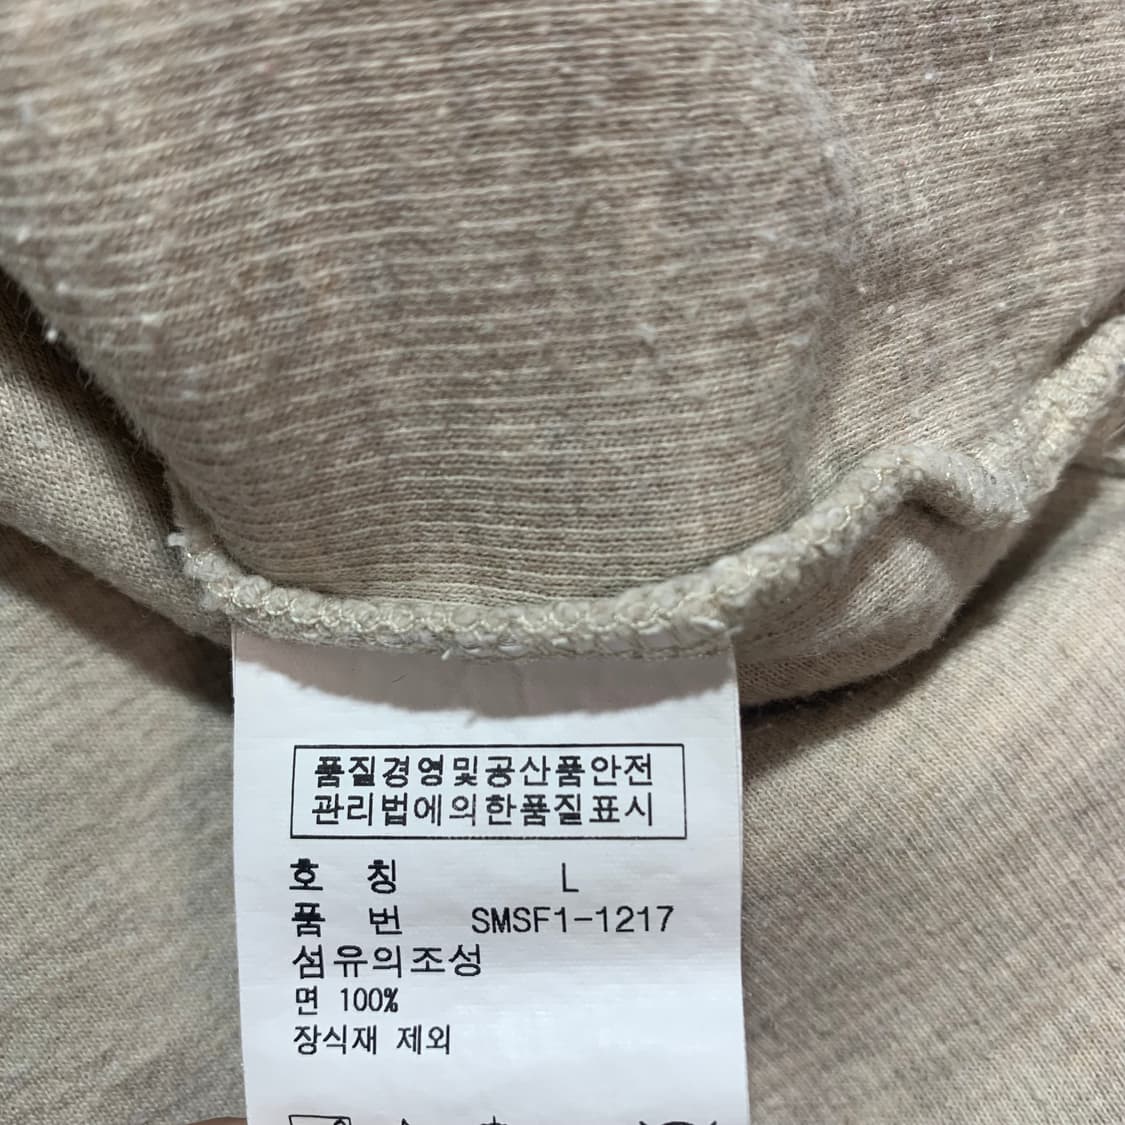 품질경영및공산품안전
관리법에의한품질표시
호 칭 L
품 번 SMSF1-1217
섬유의조성
면 100%
장식재 제외